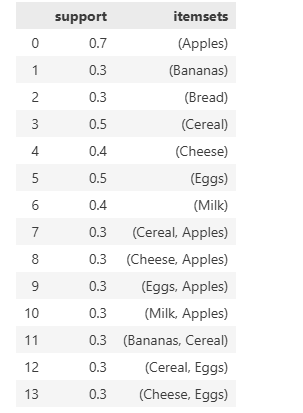 support itemsets
0 0.7 (Apples)
1 0.3 (Bananas)
2 0.3 (Bread)
3 0.5 (Cereal)
4 0.4 (Cheese)
5 0.5 (Eggs)
6 0.4 (Milk)
7 0.3 (Cereal, Apples)
8 0.3 (Cheese, Apples)
9 0.3 (Eggs, Apples)
10 0.3 (Milk, Apples)
11 0.3 (Bananas, Cereal)
12 0.3 (Cereal, Eggs)
13 0.3 (Cheese, Eggs)